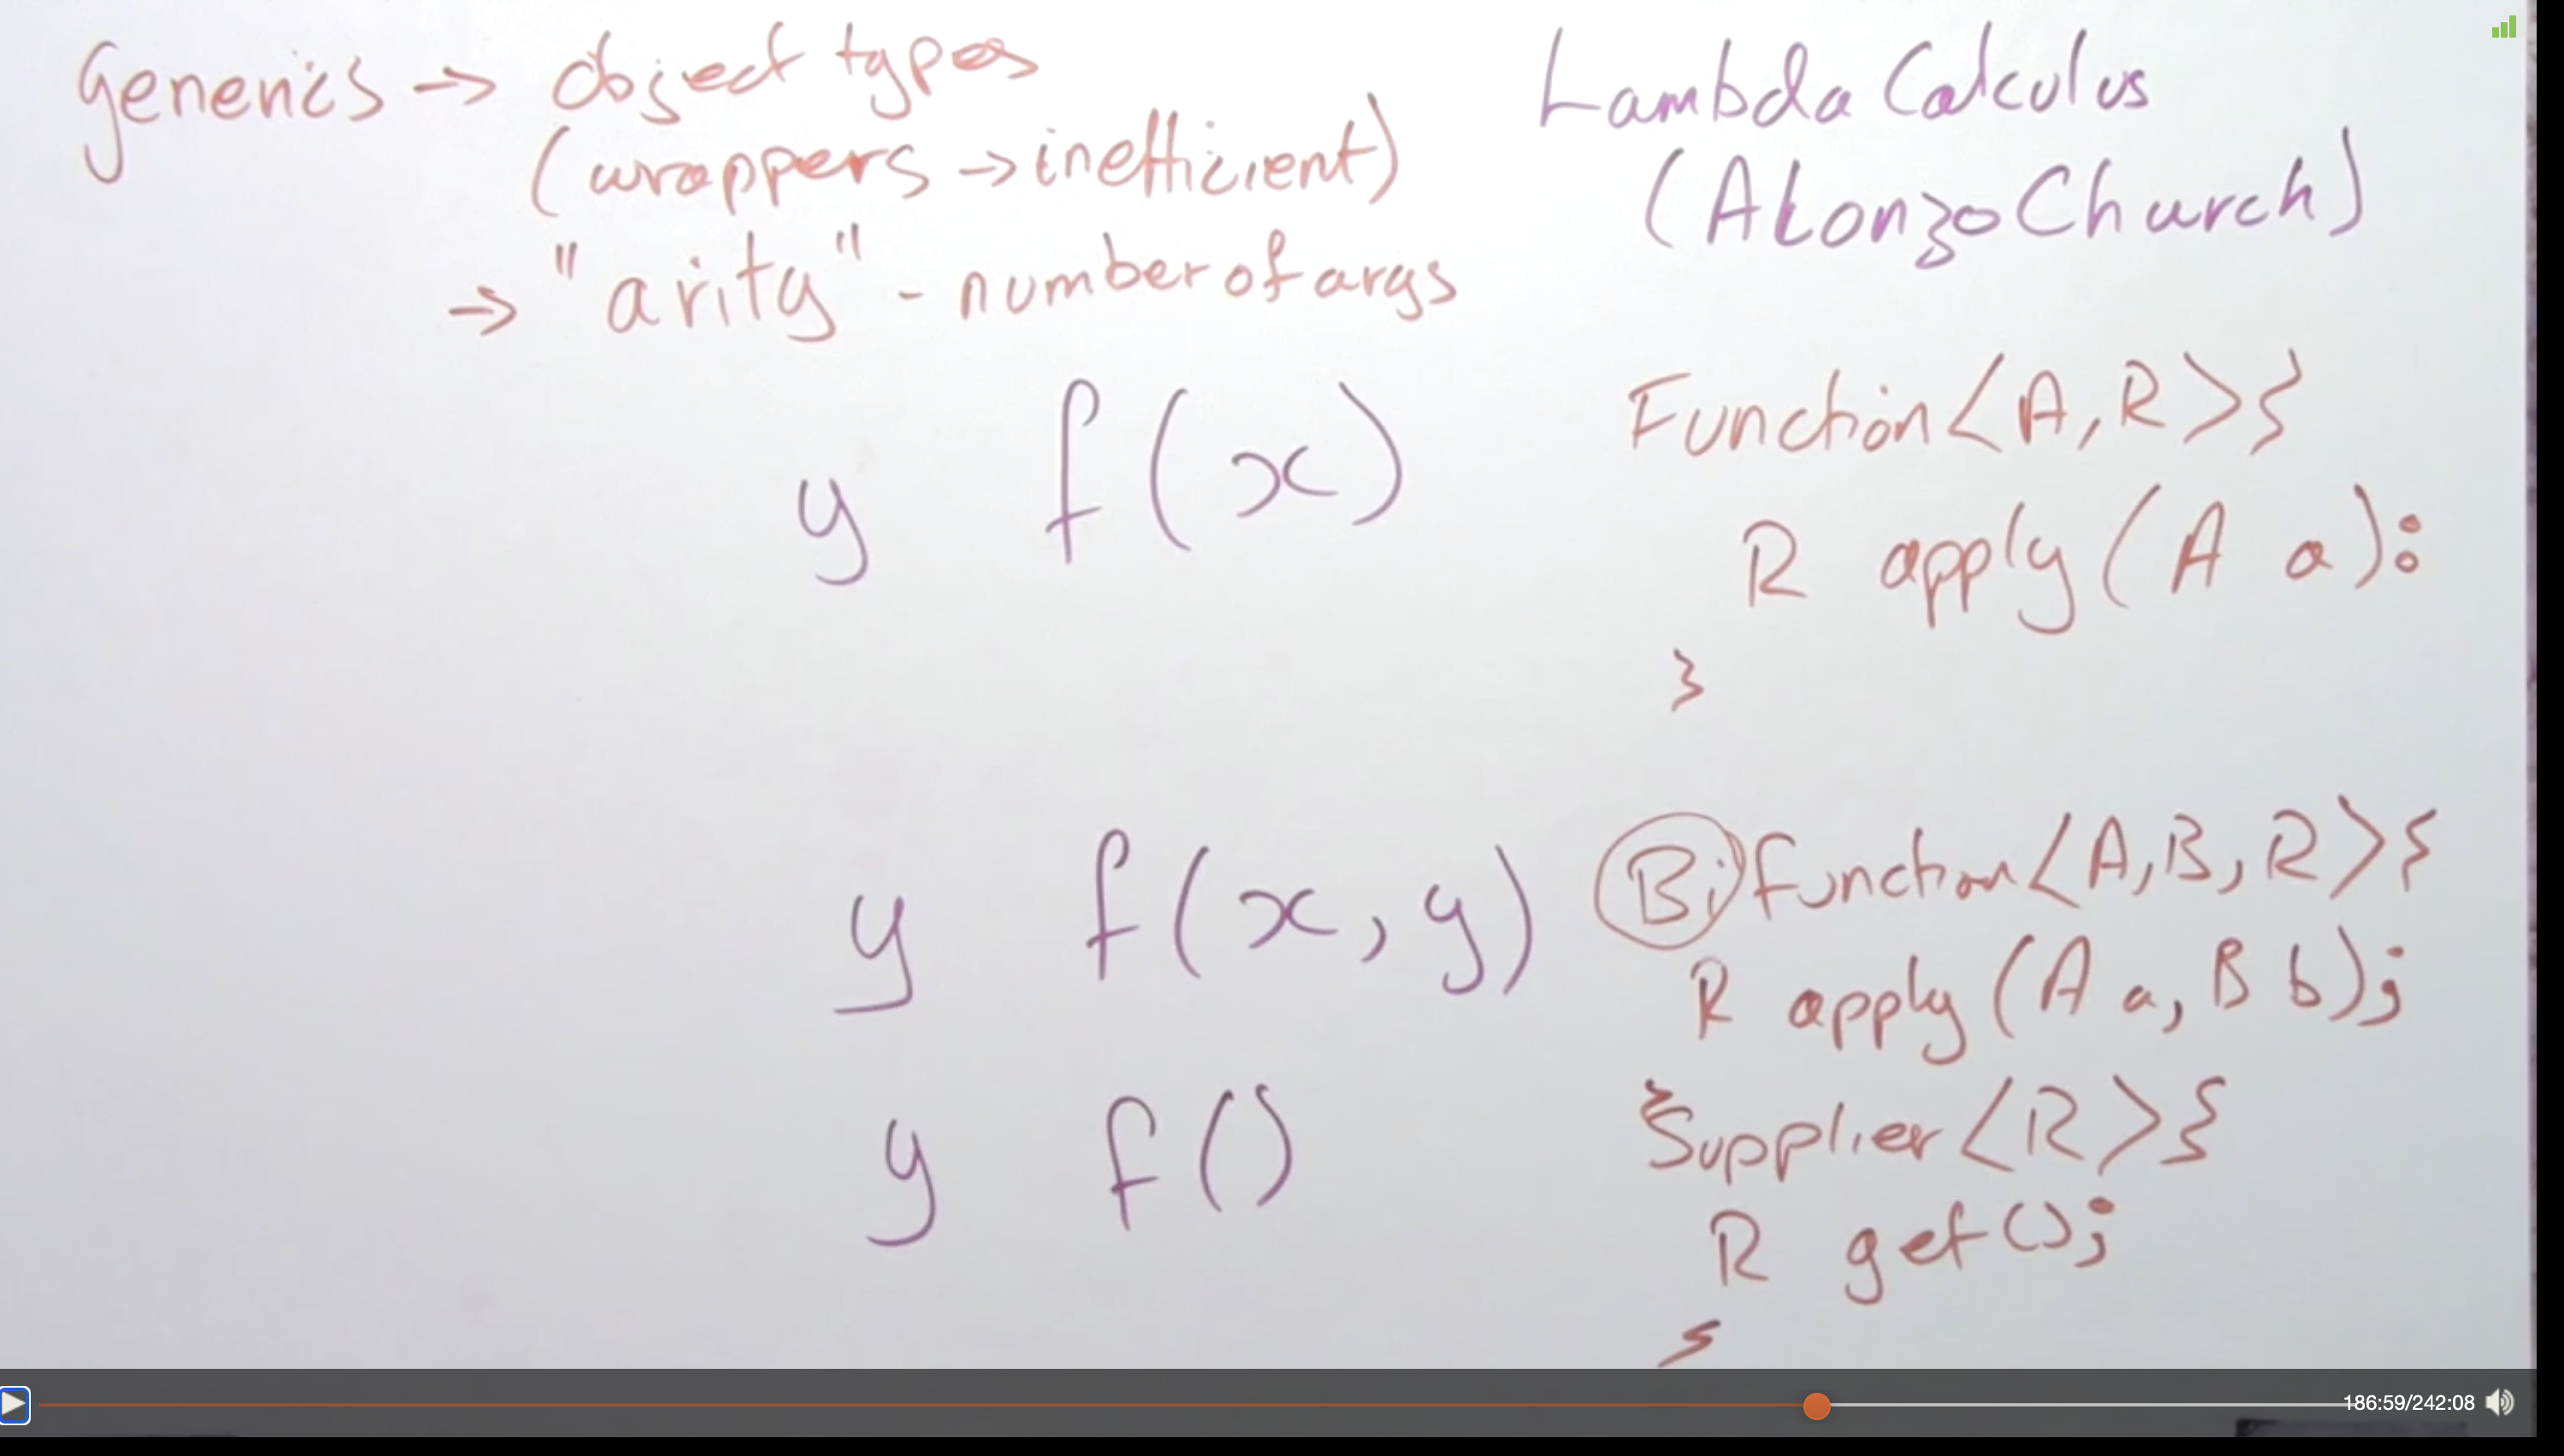 Generics → object types
(wrappers → inefficient)
→ "arity" - number of args
Lambda Calculus
(Alonzo Church)
y f(x)
Function<A,R>{
R apply(A a);
}
y f(x,y)
BiFunction<A,B,R>{
R apply(A a, B b);
}
y f()
Supplier<R>{
R get();
}
186:59/242:08